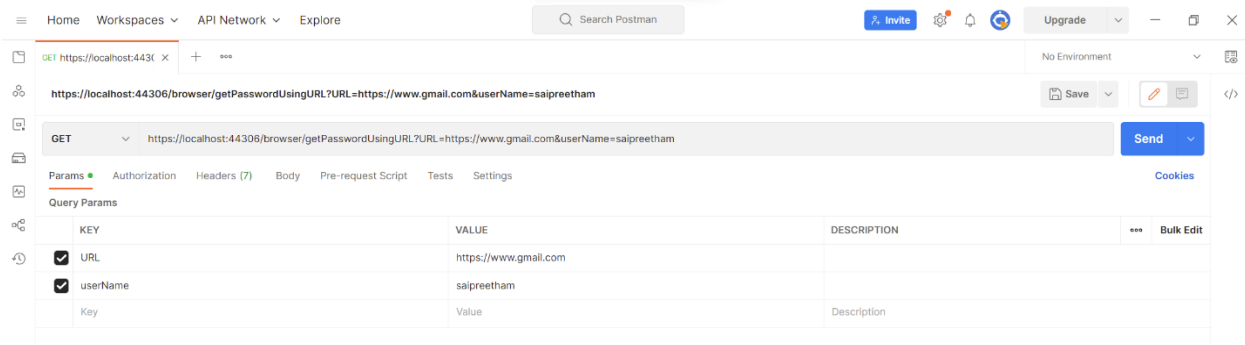 Home Workspaces API Network Explore Search Postman Invite Upgrade
GET https://localhost:443( No Environment
https://localhost:44306/browser/getPasswordUsingURL?URL=https://www.gmail.com&userName=saipreetham Save
GET https://localhost:44306/browser/getPasswordUsingURL?URL=https://www.gmail.com&userName=saipreetham Send
Params Authorization Headers (7) Body Pre-request Script Tests Settings Cookies
Query Params
KEY VALUE DESCRIPTION Bulk Edit
URL https://www.gmail.com
userName saipreetham
Key Value Description